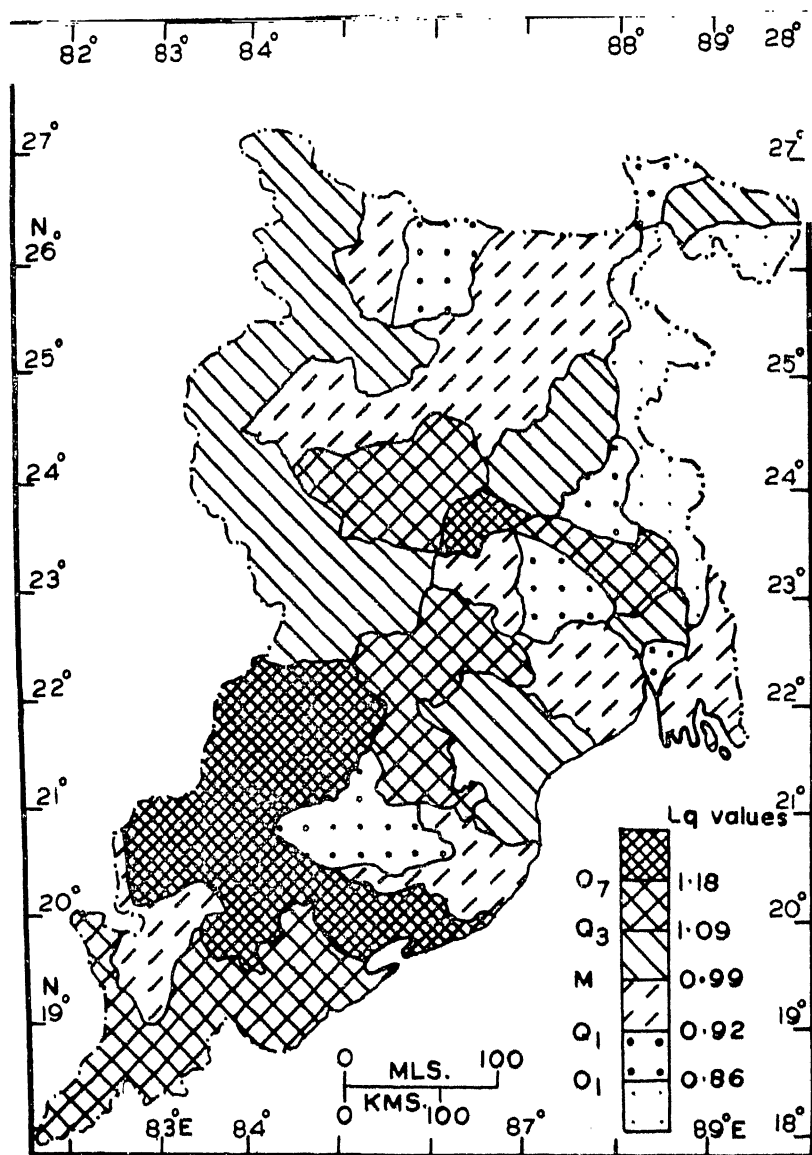 82° 83° 84° 88° 89° 28°
27° 27°
N.
26° 26°
25° 25°
24° 24°
23° 23°
22° 22°
21° 21°
Lq values
O7 1·18
20° 20°
Q3 1·09
N
M 0·99
19° 19°
Q1 0·92
0 100
MLS.
O1 0·86
KMS.
0 100
83°E 84° 87° 89°E 18°